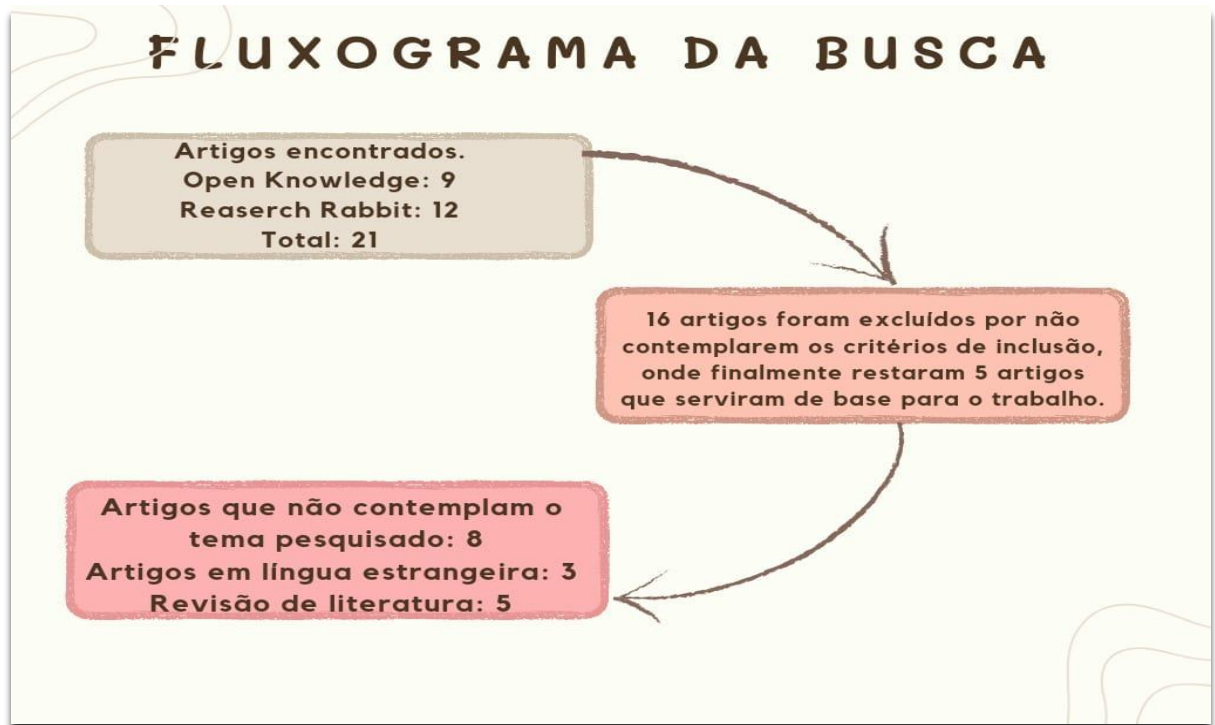 FLUXOGRAMA DA BUSCA
Artigos encontrados.
Open Knowledge: 9
Reaserch Rabbit: 12
Total: 21
16 artigos foram excluídos por não
contemplarem os critérios de inclusão,
onde finalmente restaram 5 artigos
que serviram de base para o trabalho.
Artigos que não contemplam o
tema pesquisado: 8
Artigos em língua estrangeira: 3
Revisão de literatura: 5